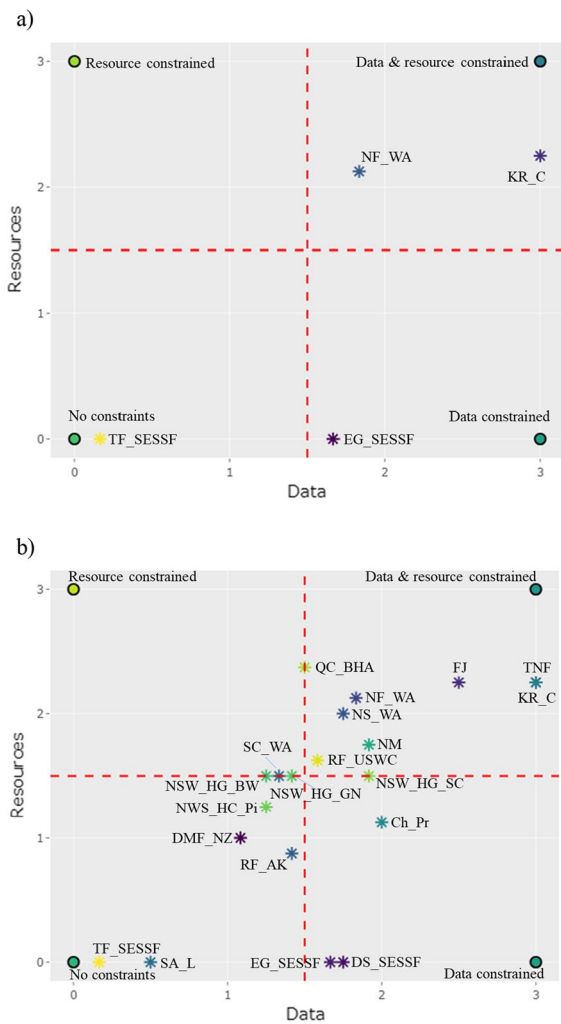 a)
3
Resource constrained
Data & resource constrained
NF_WA
KR_C
2
Resources
1
No constraints
Data constrained
0
TF_SESSF
EG_SESSF
0
1
2
3
Data
b)
Resource constrained
Data & resource constrained
3
QC_BHA
FJ
TNF
NF_WA
KR_C
2
NS_WA
SC_WA
NM
RF_USWC
NSW_HG_BW
NSW_HG_GN
NSW_HG_SC
NWS_HC_Pi
Ch_Pr
Resources
1
DMF_NZ
RF_AK
TF_SESSF
0
SA_L
EG_SESSF
DS_SESSF
No constraints
Data constrained
0
1
2
3
Data